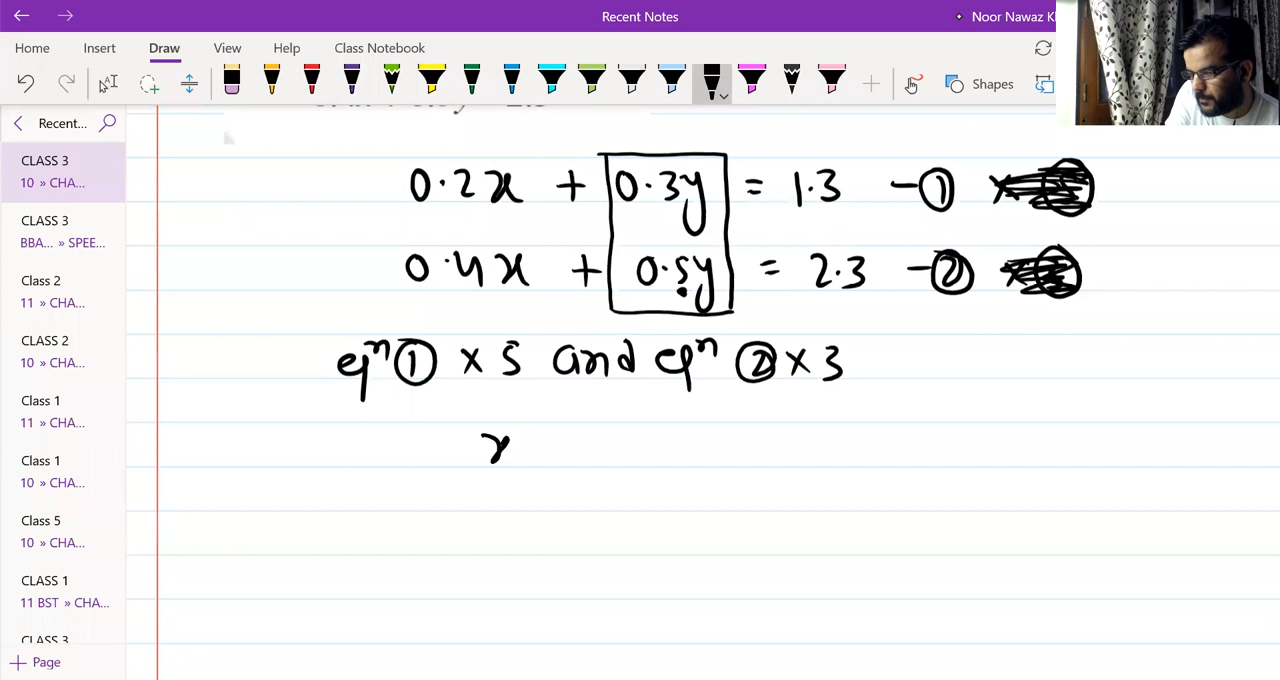 Recent Notes
Noor Nawaz Kh
Home Insert Draw View Help Class Notebook
Shapes
Recent...
CLASS 3
10 » CHA...
CLASS 3
BBA... » SPEE...
Class 2
11 » CHA...
CLASS 2
10 » CHA...
Class 1
11 » CHA...
Class 1
10 » CHA...
Class 5
10 » CHA...
CLASS 1
11 BST » CHA...
CLASS 3
Page
0.2x + 0.3y = 1.3 - ①
0.4x + 0.5y = 2.3 - ②
eqⁿ ① × 5 and eqⁿ ② × 3
x